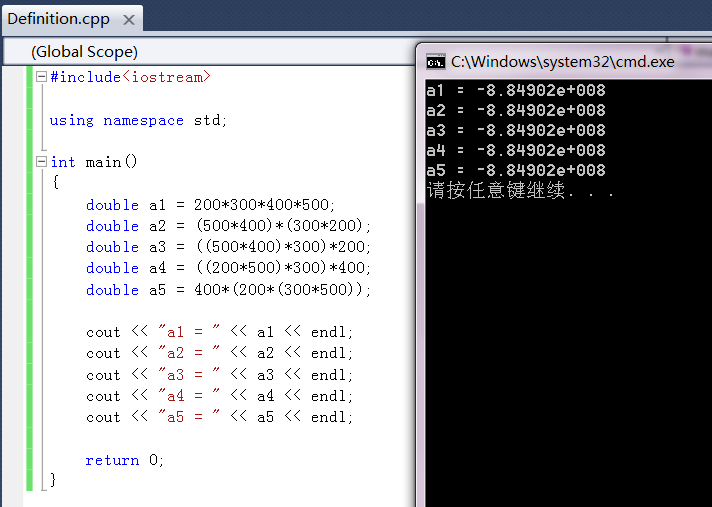 Definition.cpp
(Global Scope)
#include<iostream>
using namespace std;
int main()
{
double a1 = 200*300*400*500;
double a2 = (500*400)*(300*200);
double a3 = ((500*400)*300)*200;
double a4 = ((200*500)*300)*400;
double a5 = 400*(200*(300*500));
cout << "a1 = " << a1 << endl;
cout << "a2 = " << a2 << endl;
cout << "a3 = " << a3 << endl;
cout << "a4 = " << a4 << endl;
cout << "a5 = " << a5 << endl;
return 0;
}
C:\Windows\system32\cmd.exe
a1 = -8.84902e+008
a2 = -8.84902e+008
a3 = -8.84902e+008
a4 = -8.84902e+008
a5 = -8.84902e+008
请按任意键继续. . .